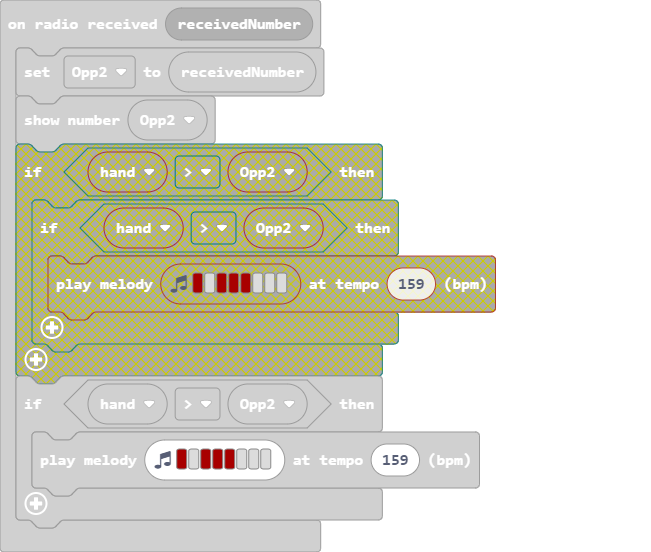 on radio received receivedNumber
set Opp2 to receivedNumber
show number Opp2
if hand > Opp2 then
if hand > Opp2 then
play melody at tempo 159 (bpm)
if hand > Opp2 then
play melody at tempo 159 (bpm)